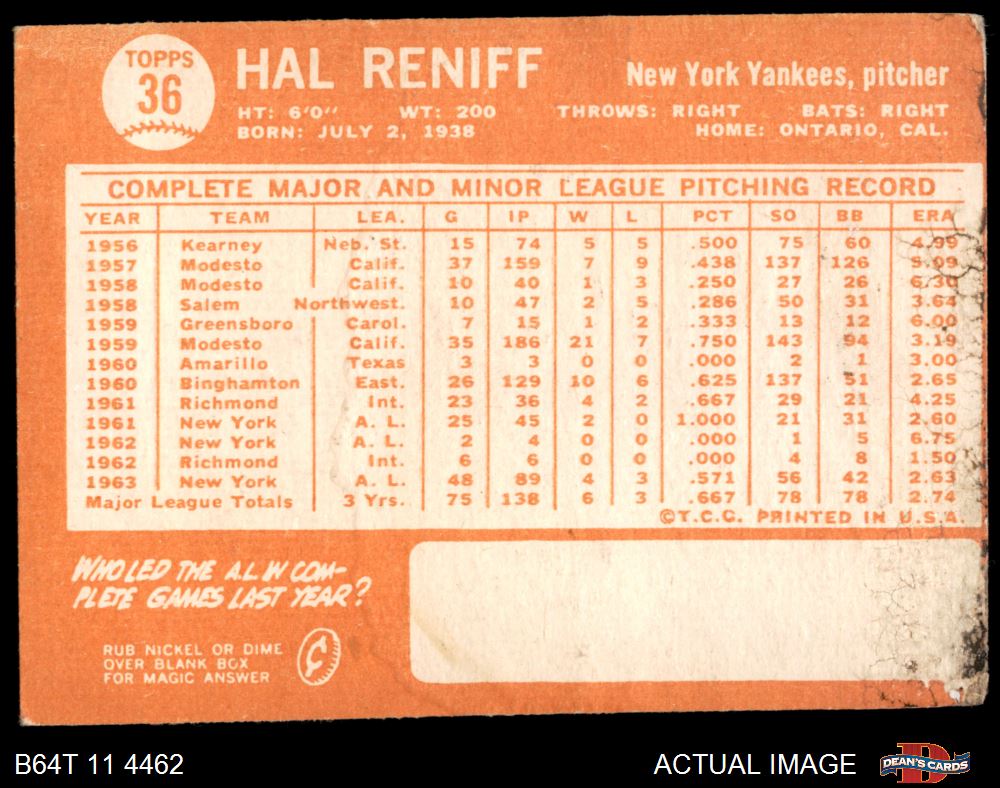 TOPPS
36
HAL RENIFF
New York Yankees, pitcher
HT: 6'0" WT: 200 THROWS: RIGHT BATS: RIGHT
BORN: JULY 2, 1938 HOME: ONTARIO, CAL.
COMPLETE MAJOR AND MINOR LEAGUE PITCHING RECORD
YEAR TEAM LEA. G IP W L PCT SO BB ERA
1956 Kearney Neb. St. 15 74 5 5 .500 75 60 4.99
1957 Modesto Calif. 37 159 7 9 .438 137 126 5.09
1958 Modesto Calif. 10 40 1 3 .250 27 26 6.30
1958 Salem Northwest. 10 47 2 5 .286 50 31 3.64
1959 Greensboro Carol. 7 15 1 2 .333 13 12 6.00
1959 Modesto Calif. 35 186 21 7 .750 143 94 3.19
1960 Amarillo Texas 3 3 0 0 .000 2 1 3.00
1960 Binghamton East. 26 129 10 6 .625 137 51 2.65
1961 Richmond Int. 23 36 4 2 .667 29 21 4.25
1961 New York A. L. 25 45 2 0 1.000 21 31 2.60
1962 New York A. L. 2 4 0 0 .000 1 5 6.75
1962 Richmond Int. 6 6 0 0 .000 4 8 1.50
1963 New York A. L. 48 89 4 3 .571 56 42 2.63
Major League Totals 3 Yrs. 75 138 6 3 .667 78 78 2.74
©T.C.G. PRINTED IN U.S.A.
WHO LED THE A.L. IN COM-
PLETE GAMES LAST YEAR?
RUB NICKEL OR DIME
OVER BLANK BOX
FOR MAGIC ANSWER
¢
B64T 11 4462 ACTUAL IMAGE DEAN'S CARDS